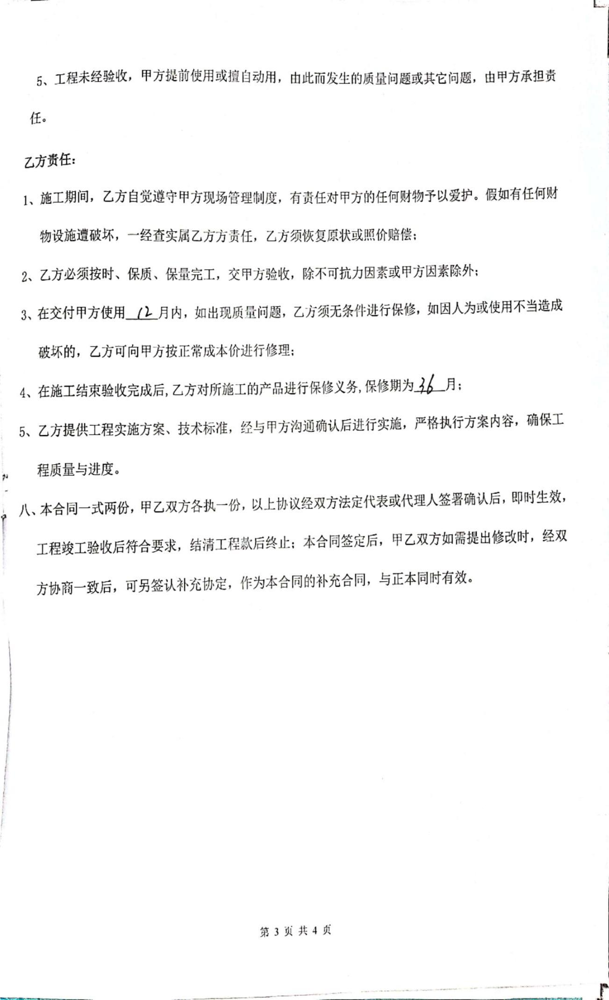 5、工程未经验收，甲方提前使用或擅自动用，由此而发生的质量问题或其它问题，由甲方承担责
任。
乙方责任：
1、施工期间，乙方自觉遵守甲方现场管理制度，有责任对甲方的任何财物予以爱护。假如有任何财
物设施遭破坏，一经查实属乙方方责任，乙方须恢复原状或照价赔偿；
2、乙方必须按时、保质、保量完工，交甲方验收，除不可抗力因素或甲方因素除外；
3、在交付甲方使用 12 月内，如出现质量问题，乙方须无条件进行保修，如因人为或使用不当造成
破坏的，乙方可向甲方按正常成本价进行修理；
4、在施工结束验收完成后,乙方对所施工的产品进行保修义务,保修期为 36 月；
5、乙方提供工程实施方案、技术标准，经与甲方沟通确认后进行实施，严格执行方案内容，确保工
程质量与进度。
八、本合同一式两份，甲乙双方各执一份，以上协议经双方法定代表或代理人签署确认后，即时生效，
工程竣工验收后符合要求，结清工程款后终止；本合同签定后，甲乙双方如需提出修改时，经双
方协商一致后，可另签认补充协定，作为本合同的补充合同，与正本同时有效。
第 3 页 共 4 页